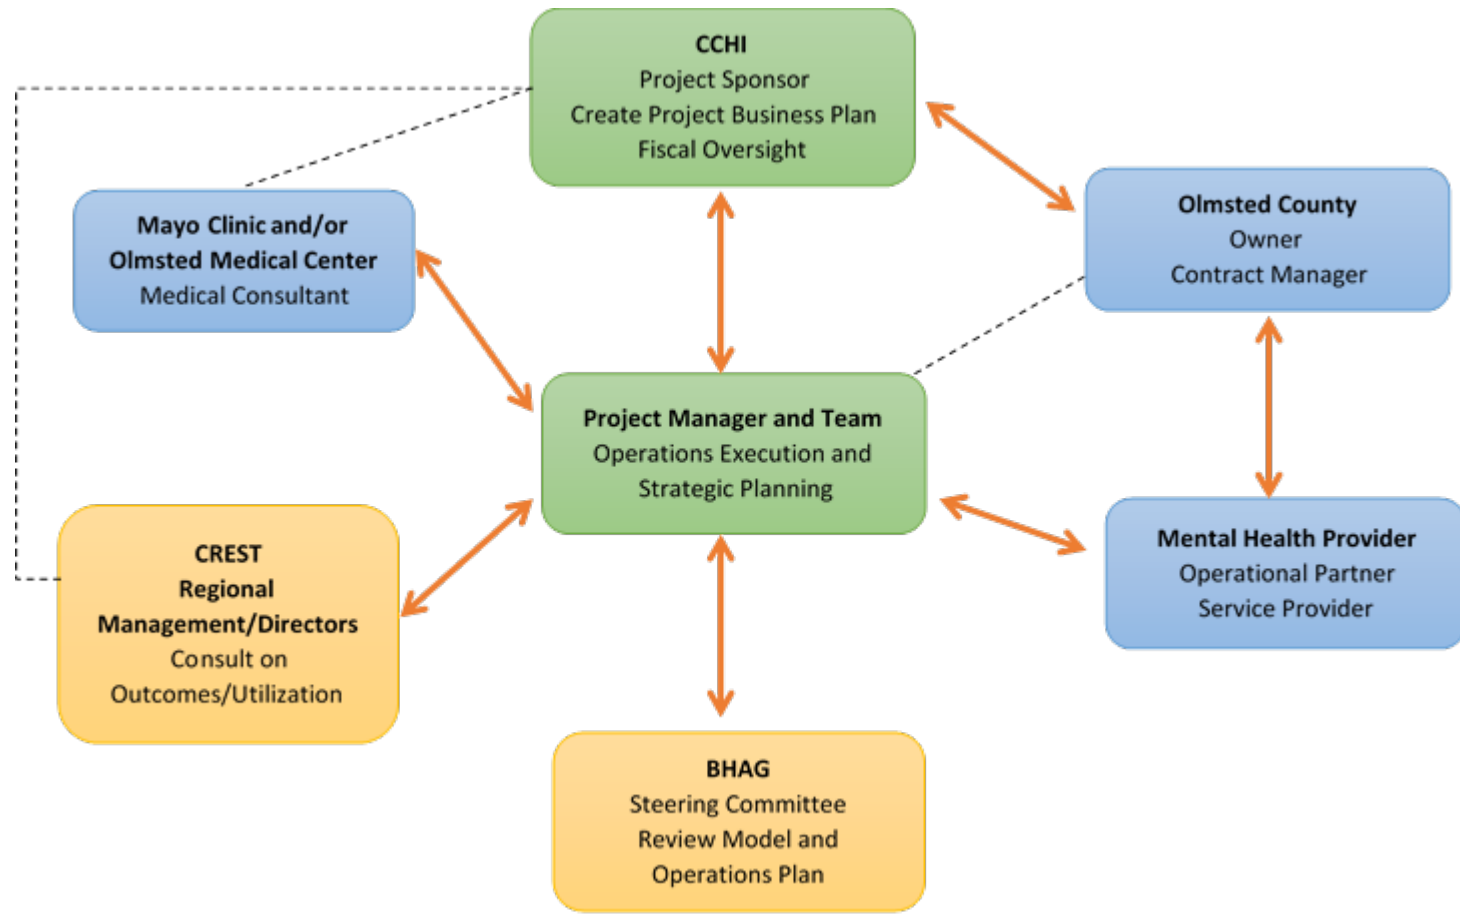 CCHI
Project Sponsor
Create Project Business Plan
Fiscal Oversight
Mayo Clinic and/or
Olmsted Medical Center
Medical Consultant
Olmsted County
Owner
Contract Manager
Project Manager and Team
Operations Execution and
Strategic Planning
CREST
Regional
Management/Directors
Consult on
Outcomes/Utilization
Mental Health Provider
Operational Partner
Service Provider
BHAG
Steering Committee
Review Model and
Operations Plan